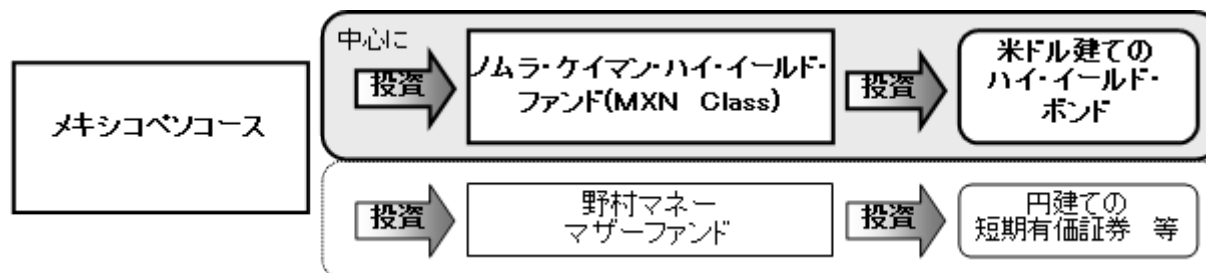 メキシコペソコース
中心に
投資
ノムラ・ケイマン・ハイ・イールド・
ファンド(MXN Class)
投資
米ドル建ての
ハイ・イールド・
ボンド
投資
野村マネー
マザーファンド
投資
円建ての
短期有価証券 等